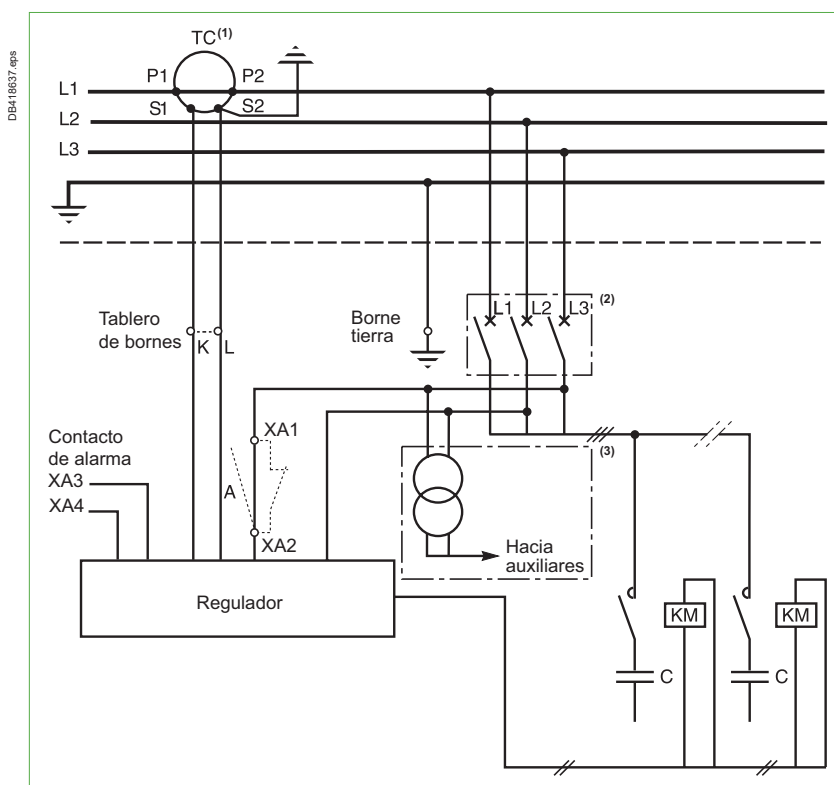 DB418637.eps
TC(1)
P1
P2
L1
S1
S2
L2
L3
L1
L2
L3
(2)
Tablero
de bornes
K
L
Borne
tierra
XA1
Contacto
de alarma
XA3
XA4
A
XA2
(3)
Hacia
auxiliares
Regulador
KM
KM
C
C